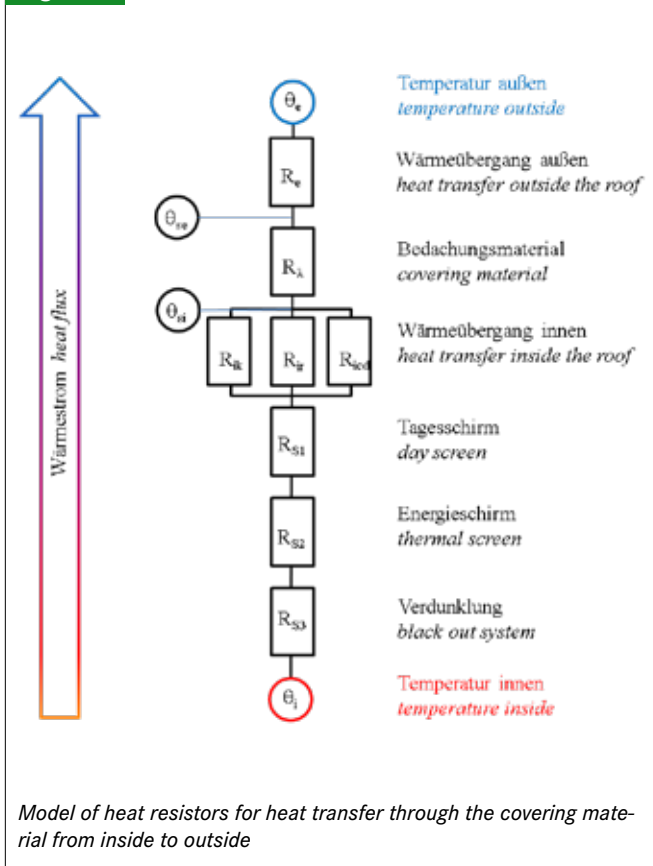 Temperatur außen
temperature outside
θe
Wärmeübergang außen
heat transfer outside the roof
Re
θse
Bedachungsmaterial
covering material
Rλ
θsi
Wärmeübergang innen
heat transfer inside the roof
Rik
Rir
Ricd
Wärmestrom heat flux
Tagesschirm
day screen
RS1
Energieschirm
thermal screen
RS2
Verdunklung
black out system
RS3
Temperatur innen
temperature inside
θi
Model of heat resistors for heat transfer through the covering mate-
rial from inside to outside